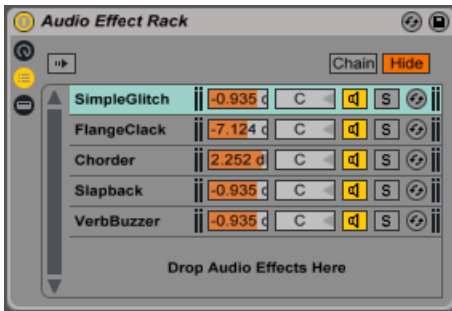 Audio Effect Rack
Chain Hide
SimpleGlitch -0.935 d C S
FlangeClack -7.124 d C S
Chorder 2.252 d C S
Slapback -0.935 d C S
VerbBuzzer -0.935 d C S
Drop Audio Effects Here